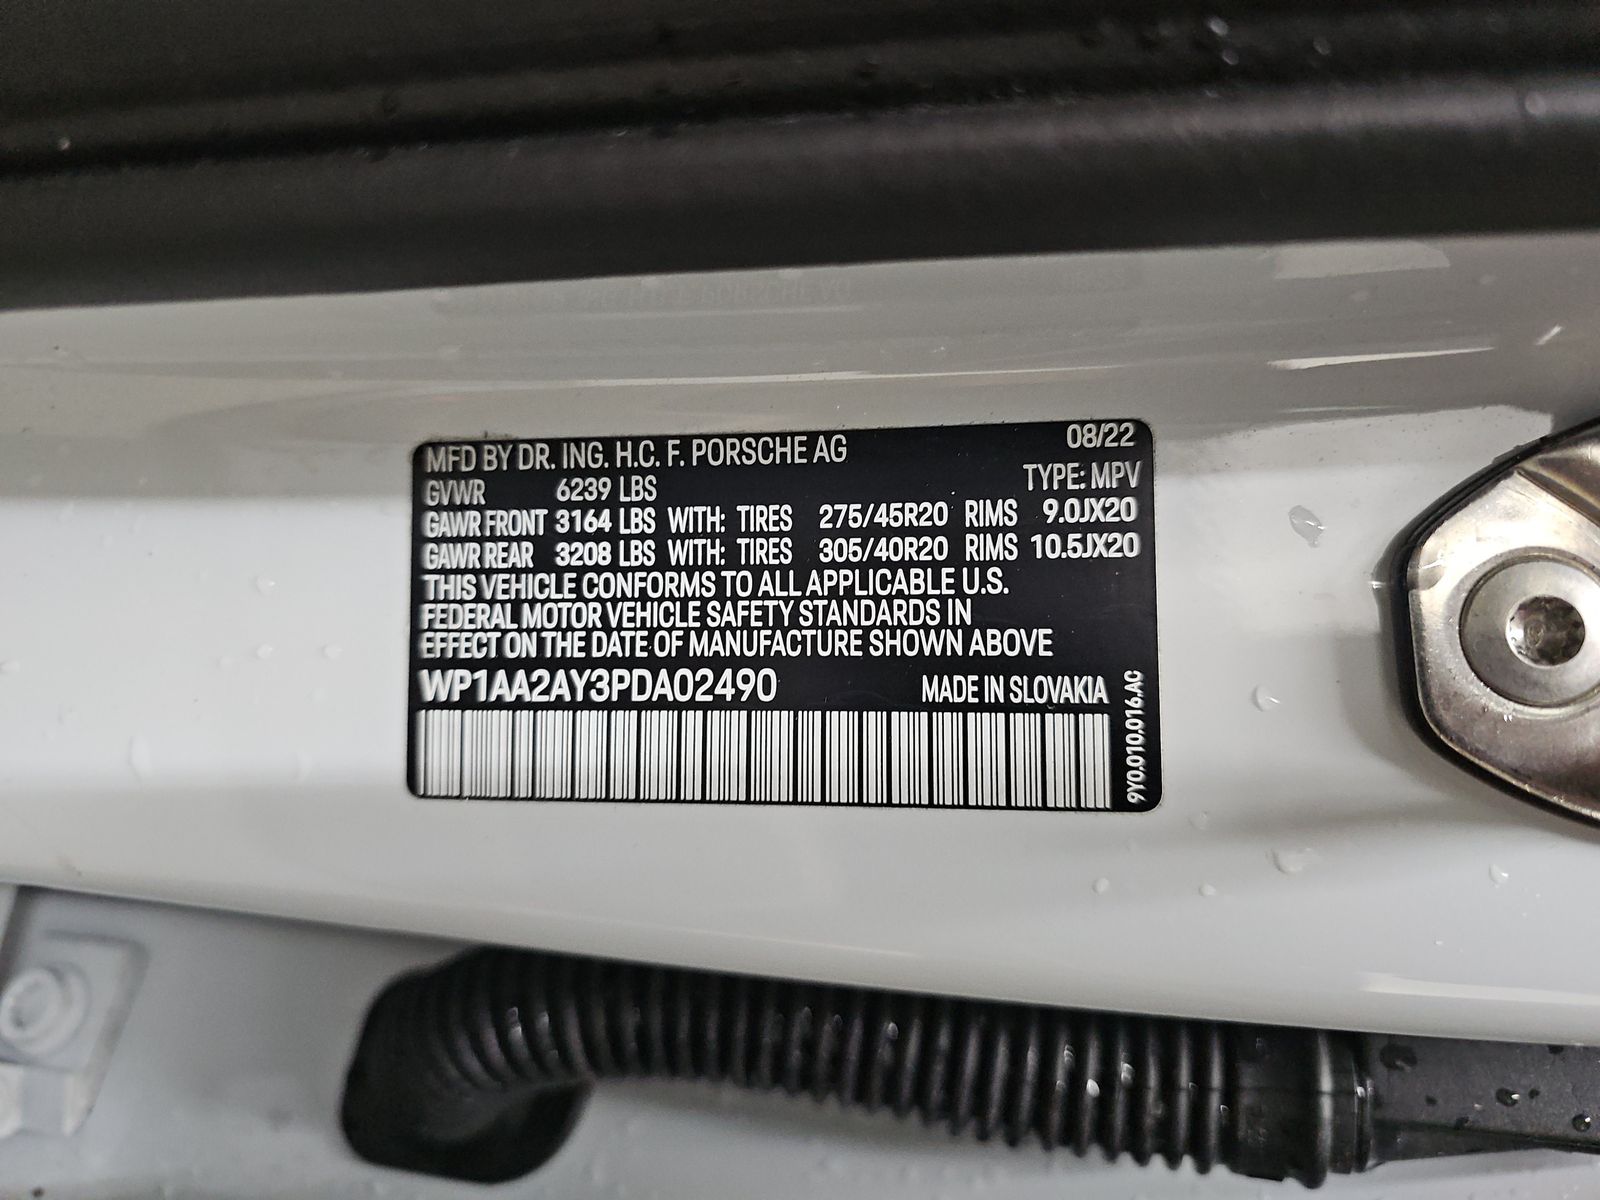 MFD BY DR. ING. H.C. F. PORSCHE AG 08/22
GVWR 6239 LBS TYPE: MPV
GAWR FRONT 3164 LBS WITH: TIRES 275/45R20 RIMS 9.0JX20
GAWR REAR 3208 LBS WITH: TIRES 305/40R20 RIMS 10.5JX20
THIS VEHICLE CONFORMS TO ALL APPLICABLE U.S.
FEDERAL MOTOR VEHICLE SAFETY STANDARDS IN
EFFECT ON THE DATE OF MANUFACTURE SHOWN ABOVE
WP1AA2AY3PDA02490 MADE IN SLOVAKIA
9Y0.010.016.AC